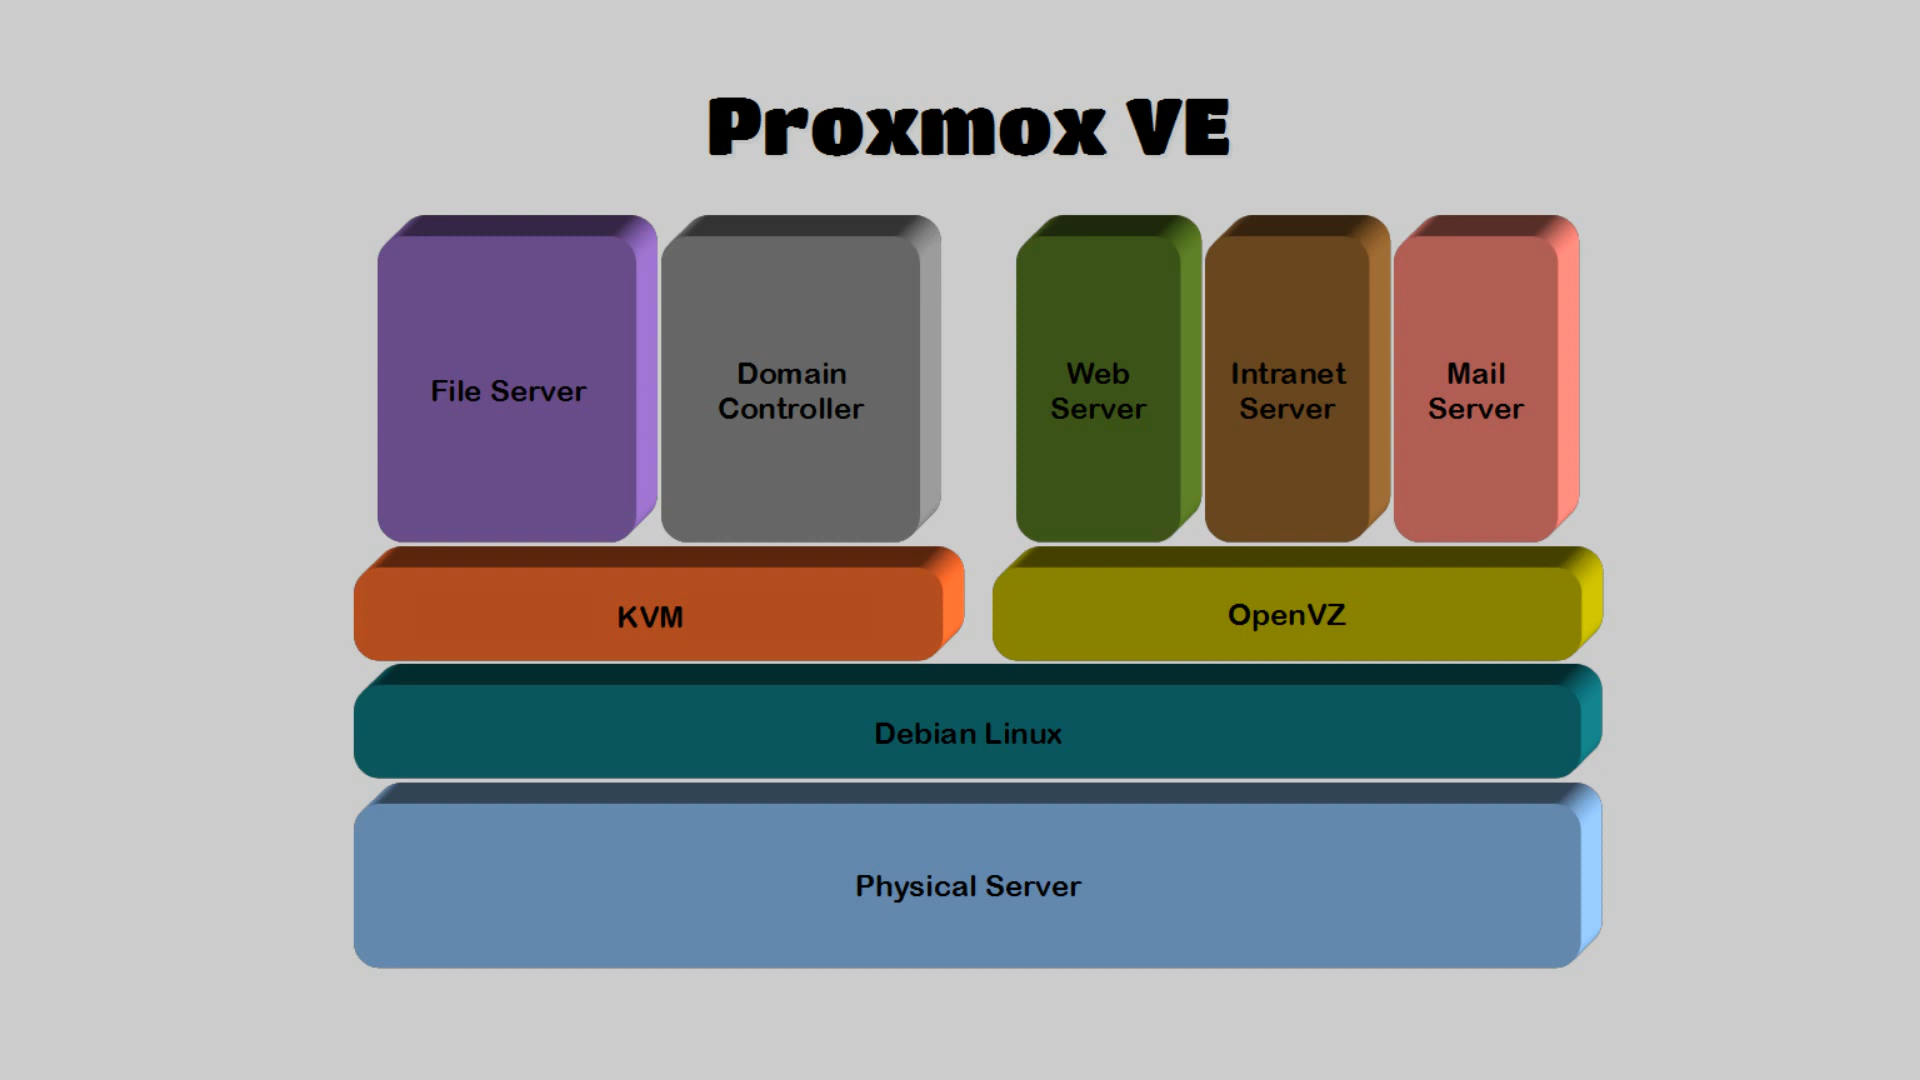 Proxmox VE
File Server
Domain
Controller
Web
Server
Intranet
Server
Mail
Server
KVM
OpenVZ
Debian Linux
Physical Server